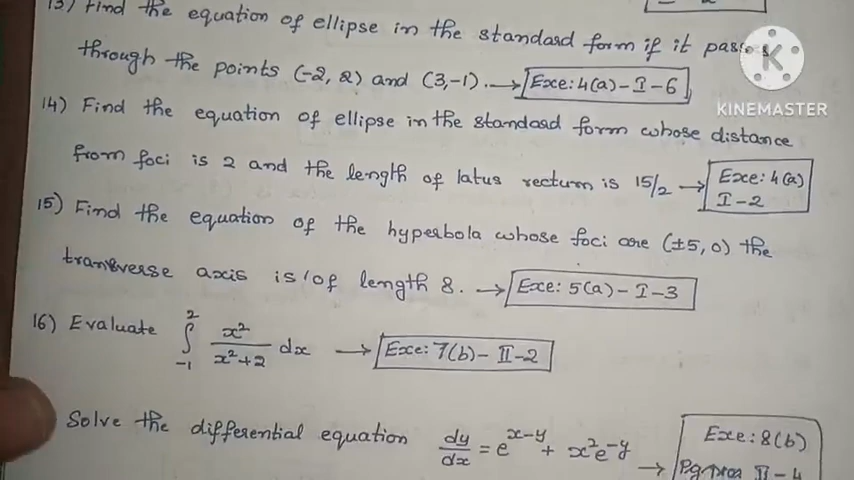 13) Find the equation of ellipse in the standard form if it passes
through the points (-2, 2) and (3,-1). → Exe: 4(a) - I - 6
14) Find the equation of ellipse in the standard form whose distance
from foci is 2 and the length of latus rectum is 15/2 → Exe: 4(a)
I - 2
15) Find the equation of the hyperbola whose foci are (±5, 0) the
transverse axis is/of length 8. → Exe: 5(a) - I - 3
16) Evaluate ∫₋₁² x²/(x²+2) dx → Exe: 7(b) - II - 2
Solve the differential equation dy/dx = e^(x-y) + x²e^(-y) → Exe: 8(b)
II - 4
K
KINEMASTER